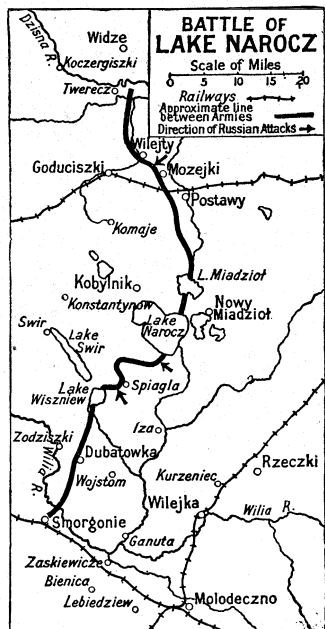 BATTLE OF
LAKE NAROCZ
Scale of Miles
0 5 10 15 20
Railways
Approximate line
between Armies
Direction of Russian Attacks
Dzisna R.
Widze
Koczergiszki
Twerecz
Wilejty
Goduciszki
Mozejki
Postawy
Komaje
L. Miadzioł
Kobylnik
Konstantynów
Nowy
Miadzioł
Lake
Narocz
Swir
Lake
Swir
Lake
Wiszniew
Spiagla
Zodziszki
Iza
Dubatowka
Wilia R.
Wojstom
Kurzeniec
Rzeczki
Wilejka
Wilia R.
Smorgonie
Ganuta
Zaskiewicze
Bienica
Lebiedziew
Molodeczno